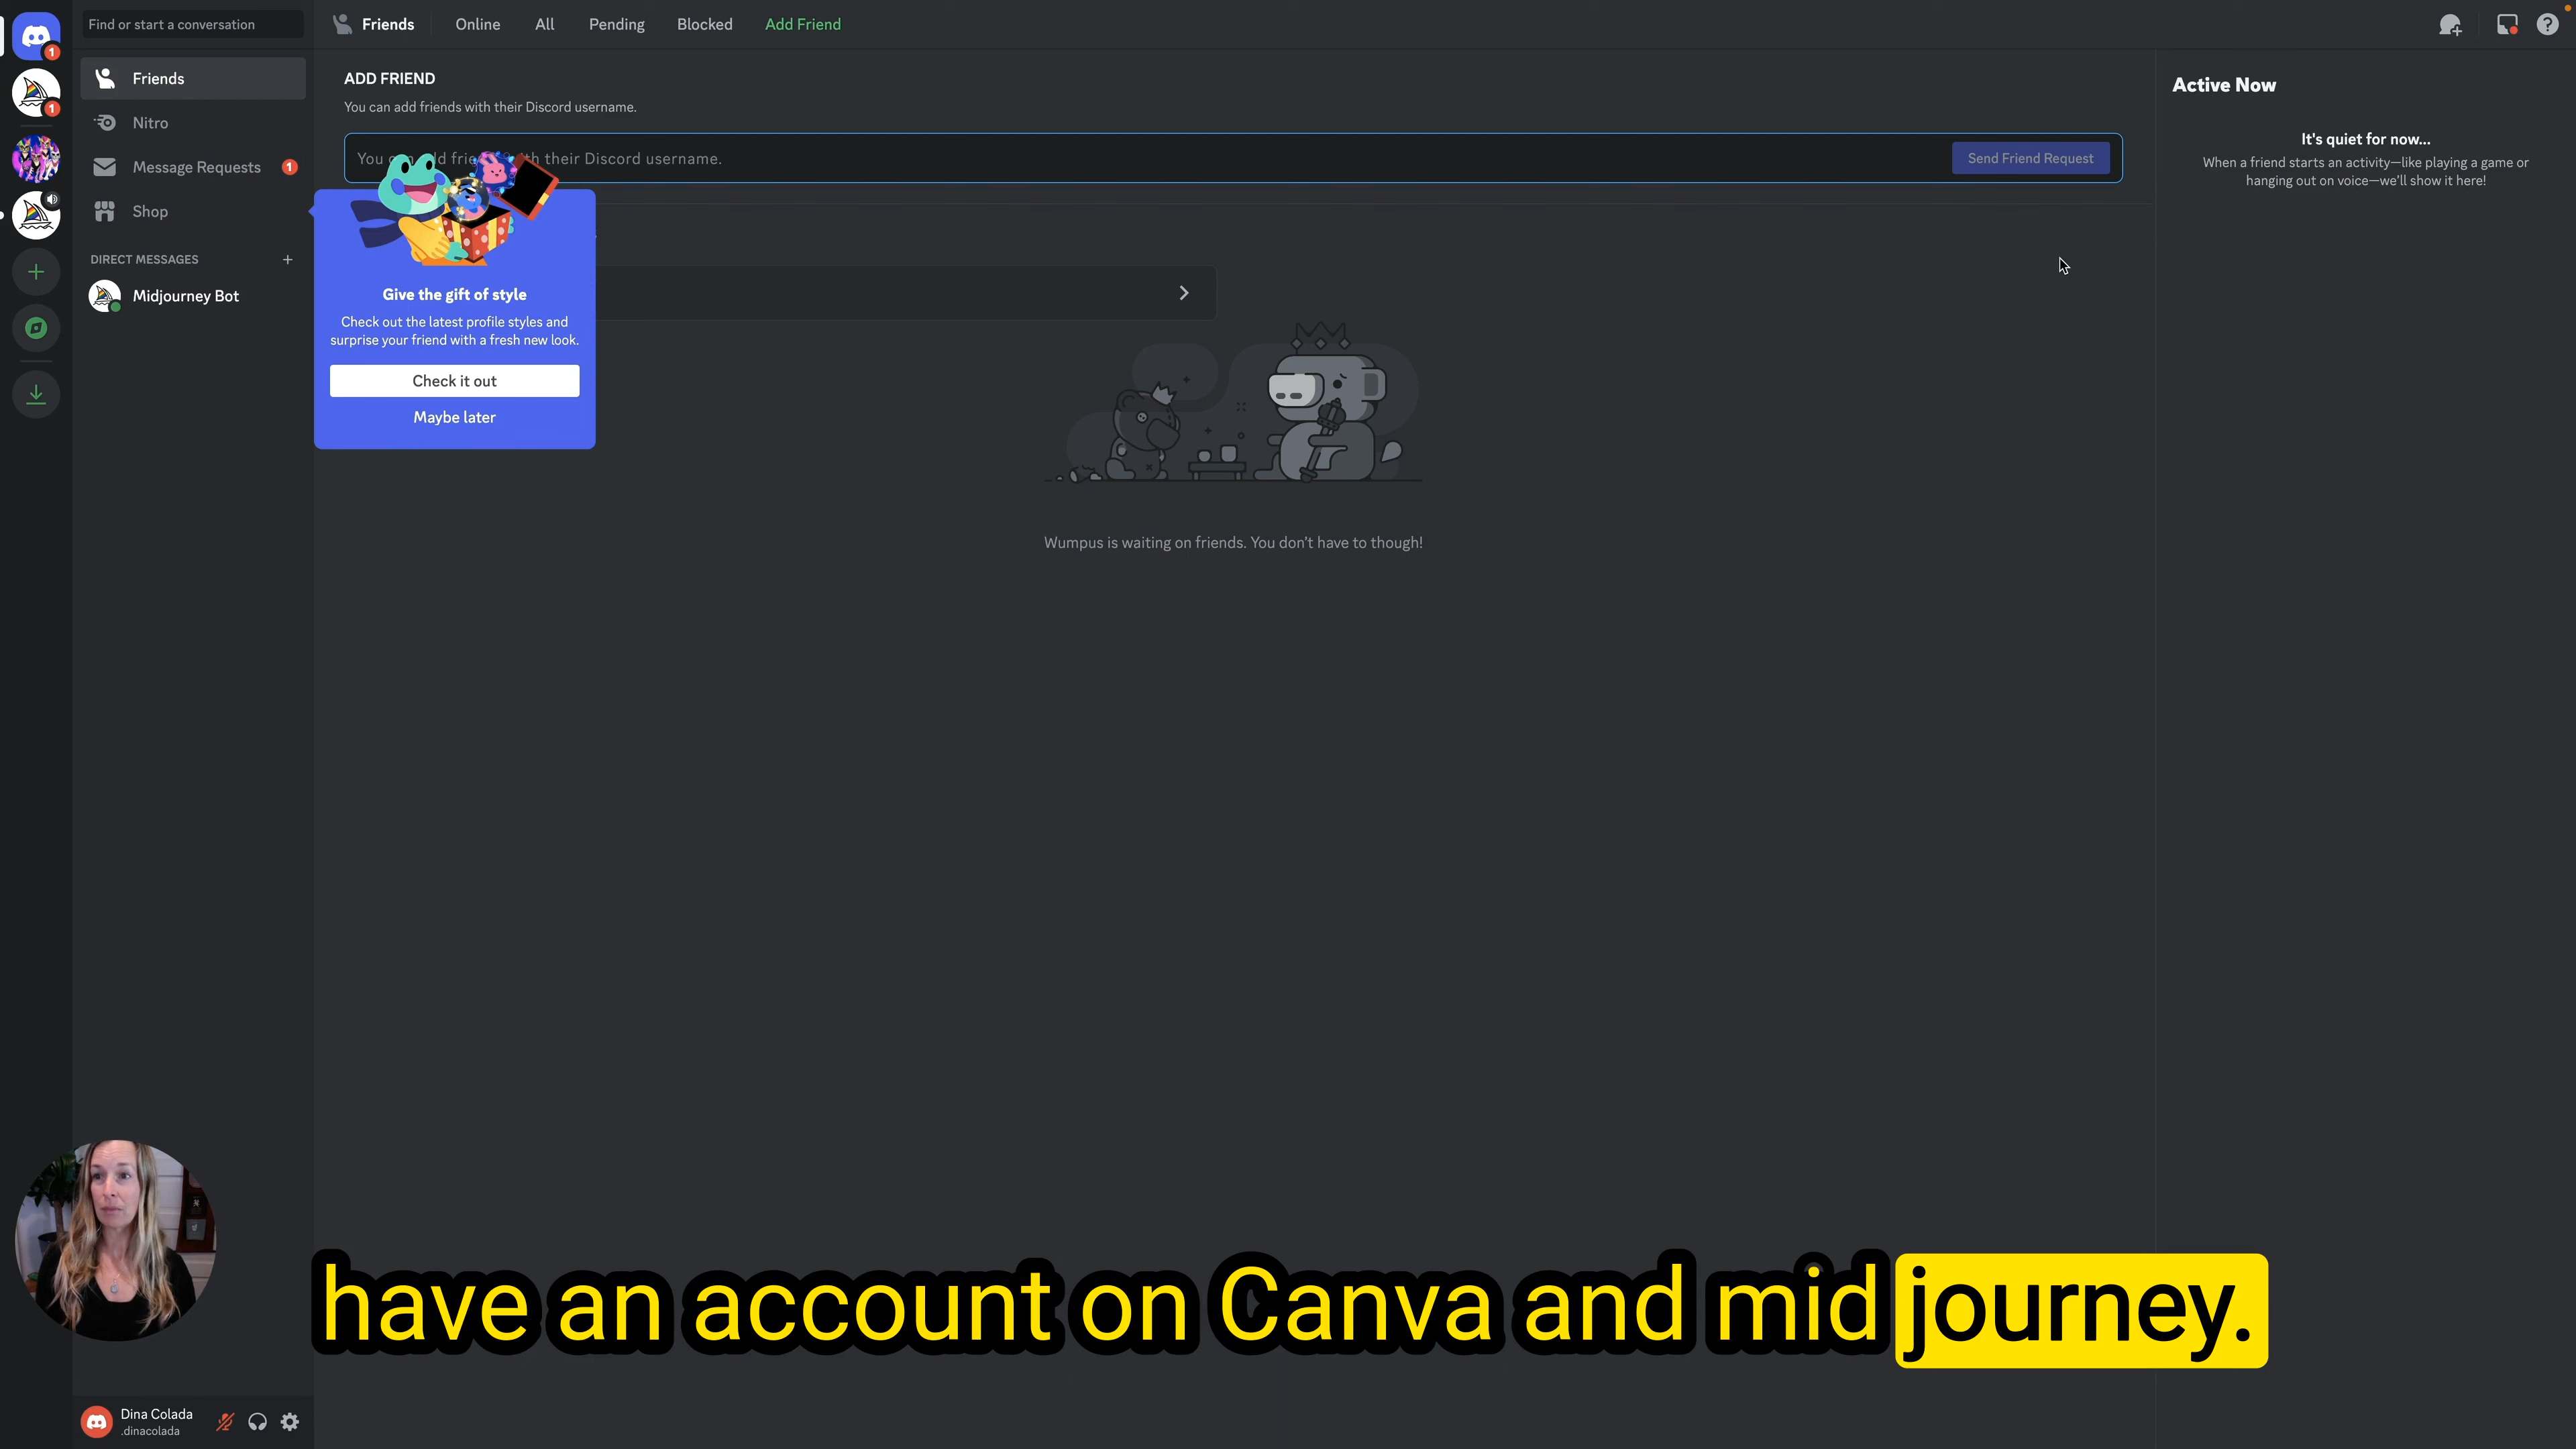 Find or start a conversation
Friends
Online
All
Pending
Blocked
Add Friend
1
1
Friends
Nitro
Message Requests
1
Shop
DIRECT MESSAGES
Midjourney Bot
ADD FRIEND
You can add friends with their Discord username.
th their Discord username.
Send Friend Request
Give the gift of style
Check out the latest profile styles and
surprise your friend with a fresh new look.
Check it out
Maybe later
Wumpus is waiting on friends. You don't have to though!
Active Now
It's quiet for now...
When a friend starts an activity—like playing a game or
hanging out on voice—we'll show it here!
have an account on Canva and mid journey.
Dina Colada
.dinacolada